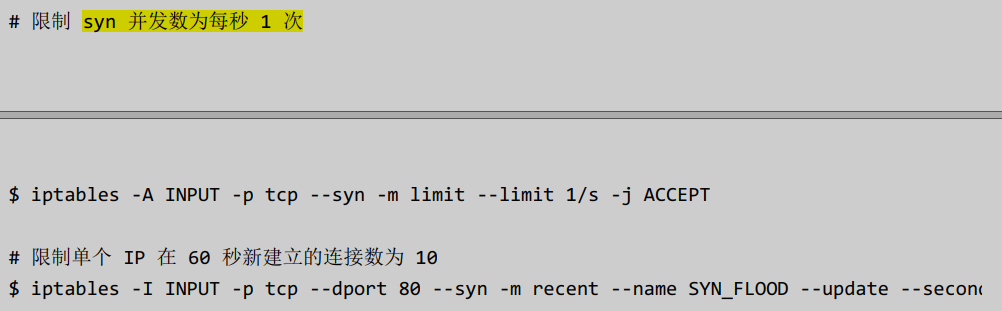 # 限制 syn 并发数为每秒 1 次
$ iptables -A INPUT -p tcp --syn -m limit --limit 1/s -j ACCEPT
# 限制单个 IP 在 60 秒新建立的连接数为 10
$ iptables -I INPUT -p tcp --dport 80 --syn -m recent --name SYN_FLOOD --update